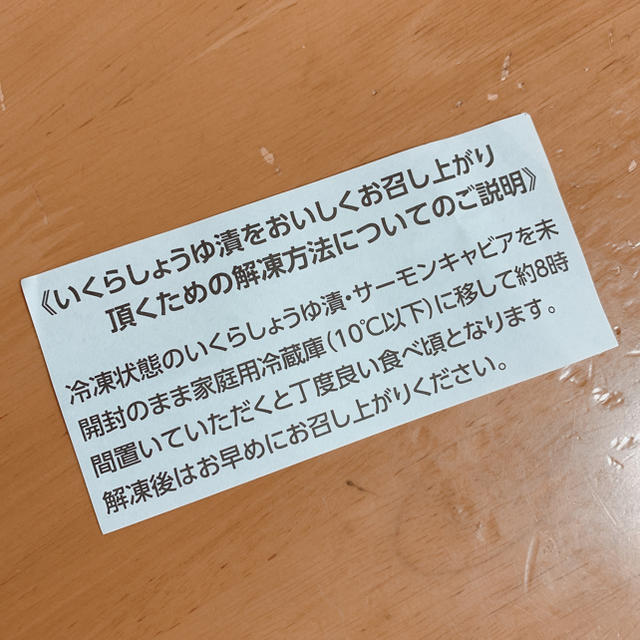 《いくらしょうゆ漬をおいしくお召し上がり
頂くための解凍方法についてのご説明》
冷凍状態のいくらしょうゆ漬・サーモンキャビアを未
開封のまま家庭用冷蔵庫(10℃以下)に移して約8時
間置いていただくと丁度良い食べ頃となります。
解凍後はお早めにお召し上がりください。